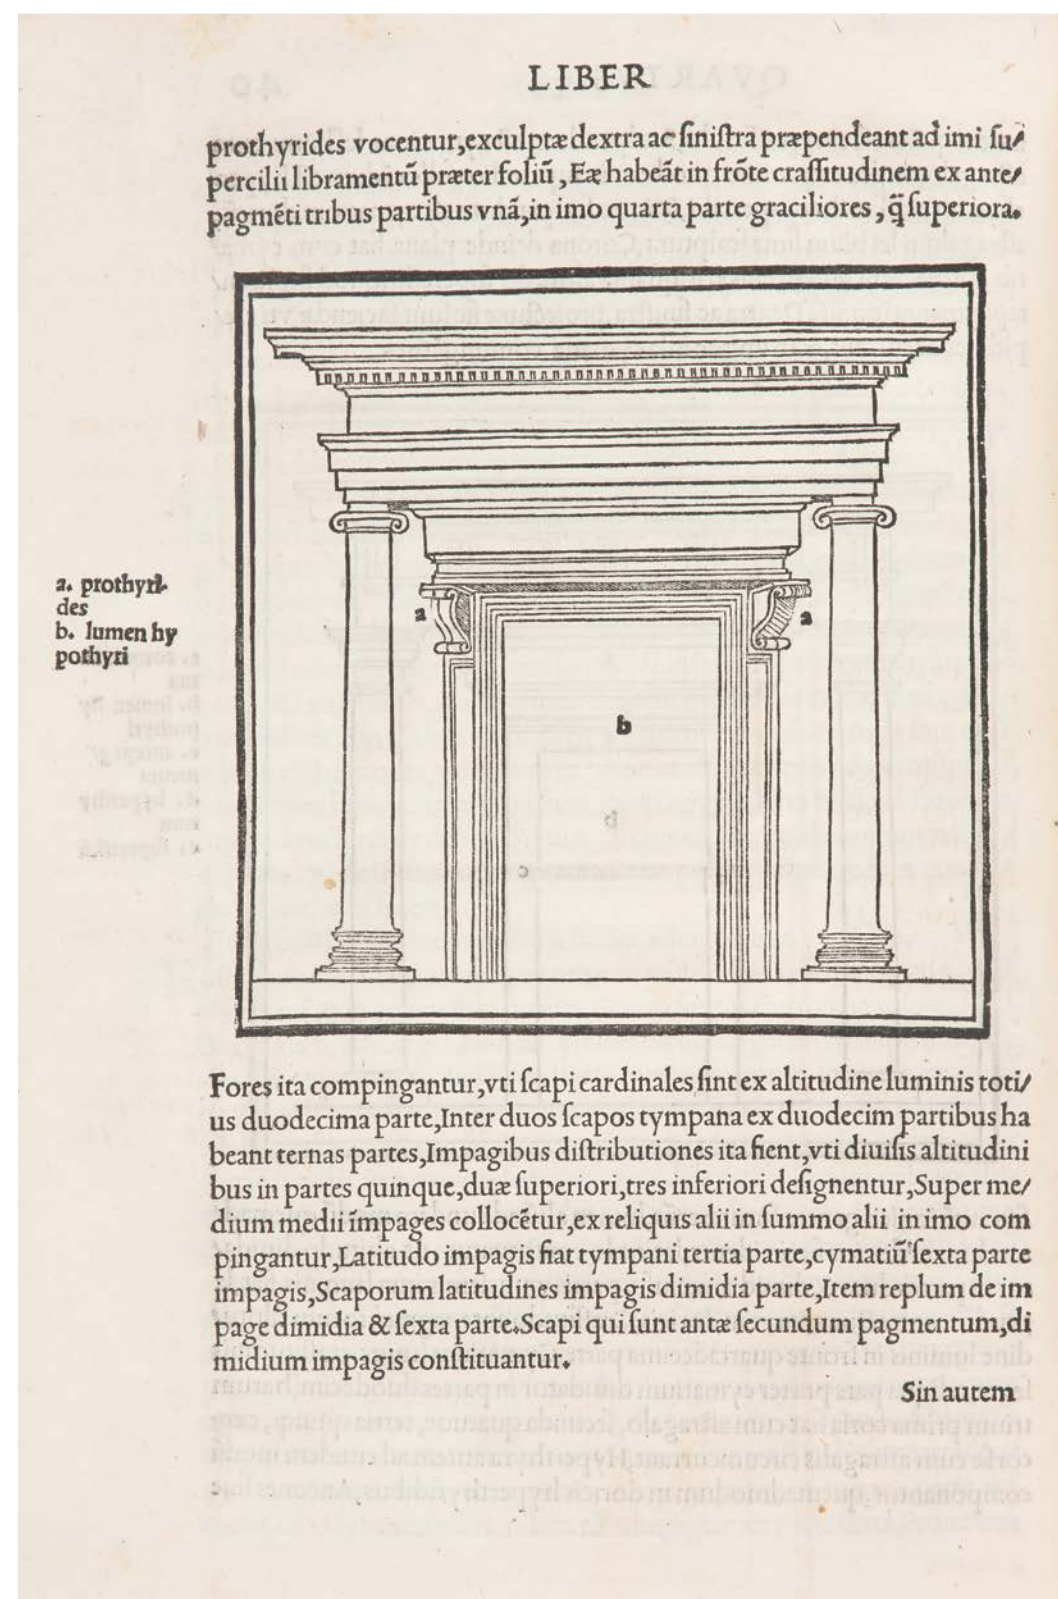 LIBER
prothyrides vocentur,exculptæ dextra ac ſiniſtra præpendeant ad imi ſu/
percilii libramentū præter foliū,Eæ habeāt in frōte craſſitudinem ex ante/
pagmēti tribus partibus vnā,in imo quarta parte graciliores,q̄ ſuperiora.
a. prothyri-
des
b. lumen hy
pothyri
a
a
b
Fores ita compingantur,vti ſcapi cardinales ſint ex altitudine luminis toti/
us duodecima parte,Inter duos ſcapos tympana ex duodecim partibus ha
beant ternas partes,Impagibus diſtributiones ita fient,vti diuiſis altitudini
bus in partes quinque,duæ ſuperiori,tres inferiori deſignentur,Super me/
dium medii īmpages collocētur,ex reliquis alii in ſummo alii in imo com
pingantur,Latitudo impagis fiat tympani tertia parte,cymatiū ſexta parte
impagis,Scaporum latitudines impagis dimidia parte,Item replum de im
page dimidia & ſexta parte.Scapi qui ſunt antæ ſecundum pagmentum,di
midium impagis conſtituantur.
Sin autem